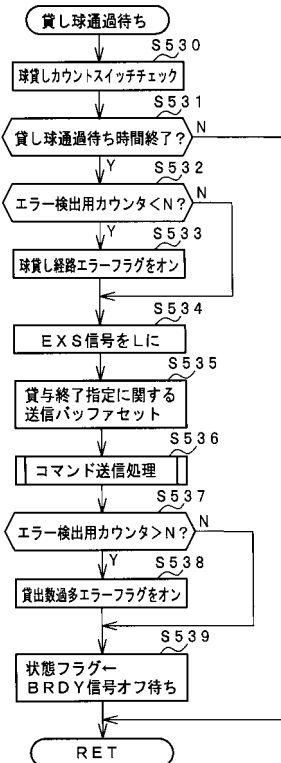 貸し球通過待ち
S530
球貸しカウントスイッチチェック
S531
貸し球通過待ち時間終了？
N
Y
S532
エラー検出用カウンタ＜N？
N
Y
S533
球貸し経路エラーフラグをオン
S534
EXS信号をLに
S535
貸与終了指定に関する
送信バッファセット
S536
コマンド送信処理
S537
エラー検出用カウンタ＞N？
N
Y
S538
貸出数過多エラーフラグをオン
S539
状態フラグ←
BRDY信号オフ待ち
RET